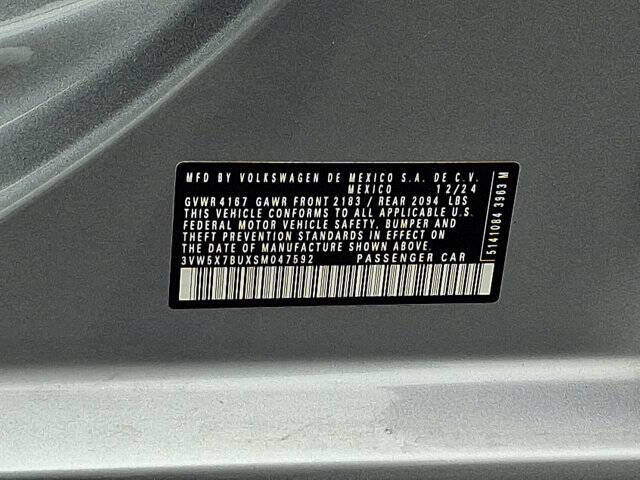 MFD BY VOLKSWAGEN DE MEXICO S.A. DE C.V.
MEXICO 12/24
GVWR 4167 GAWR FRONT 2183 / REAR 2094 LBS
THIS VEHICLE CONFORMS TO ALL APPLICABLE U.S.
FEDERAL MOTOR VEHICLE SAFETY, BUMPER AND
THEFT PREVENTION STANDARDS IN EFFECT ON
THE DATE OF MANUFACTURE SHOWN ABOVE
3VW5X7BUXSM047592 PASSENGER CAR
5141084 3963 M